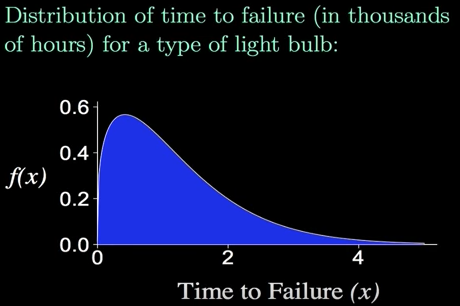 Distribution of time to failure (in thousands
of hours) for a type of light bulb:
0.6
0.4
f(x)
0.2
0.0
0 2 4
Time to Failure (x)